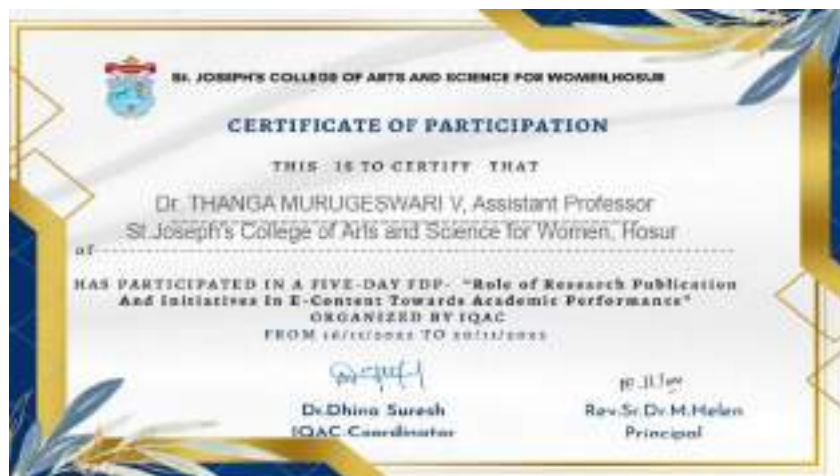 St. JOSEPH'S COLLEGE OF ARTS AND SCIENCE FOR WOMEN,HOSUR
CERTIFICATE OF PARTICIPATION
THIS IS TO CERTIFY THAT
Dr. THANGA MURUGESWARI V, Assistant Professor
St.Joseph's College of Arts and Science for Women, Hosur
of
HAS PARTICIPATED IN A FIVE-DAY FDP- "Role of Research Publication
And Initiatives In E-Content Towards Academic Performance"
ORGANIZED BY IQAC
FROM TO
Dr.Dhina Suresh
IQAC Coordinator
Rev.Sr.Dr.M.Helen
Principal